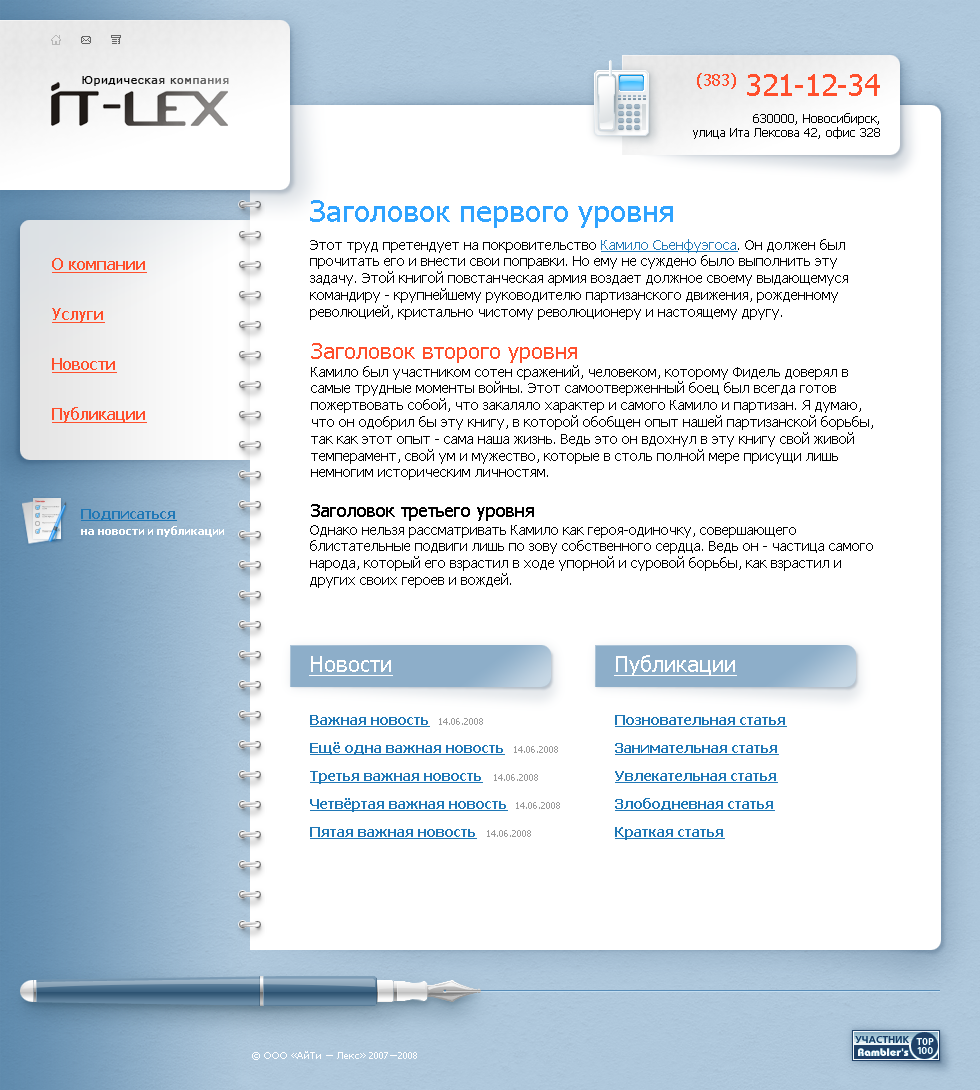 Юридическая компания
iT-LEX
(383) 321-12-34
630000, Новосибирск,
улица Ита Лексова 42, офис 328
О компании
Услуги
Новости
Публикации
Подписаться
на новости и публикации
Заголовок первого уровня
Этот труд претендует на покровительство Камило Сьенфуэгоса. Он должен был
прочитать его и внести свои поправки. Но ему не суждено было выполнить эту
задачу. Этой книгой повстанческая армия воздает должное своему выдающемуся
командиру - крупнейшему руководителю партизанского движения, рожденному
революцией, кристально чистому революционеру и настоящему другу.
Заголовок второго уровня
Камило был участником сотен сражений, человеком, которому Фидель доверял в
самые трудные моменты войны. Этот самоотверженный боец был всегда готов
пожертвовать собой, что закаляло характер и самого Камило и партизан. Я думаю,
что он одобрил бы эту книгу, в которой обобщен опыт нашей партизанской борьбы,
так как этот опыт - сама наша жизнь. Ведь это он вдохнул в эту книгу свой живой
темперамент, свой ум и мужество, которые в столь полной мере присущи лишь
немногим историческим личностям.
Заголовок третьего уровня
Однако нельзя рассматривать Камило как героя-одиночку, совершающего
блистательные подвиги лишь по зову собственного сердца. Ведь он - частица самого
народа, который его взрастил в ходе упорной и суровой борьбы, как взрастил и
других своих героев и вождей.
Новости
Важная новость 14.06.2008
Ещё одна важная новость 14.06.2008
Третья важная новость 14.06.2008
Четвёртая важная новость 14.06.2008
Пятая важная новость 14.06.2008
Публикации
Позновательная статья
Занимательная статья
Увлекательная статья
Злободневная статья
Краткая статья
© ООО «АйТи — Лекс» 2007—2008
УЧАСТНИК
Rambler's
TOP
100